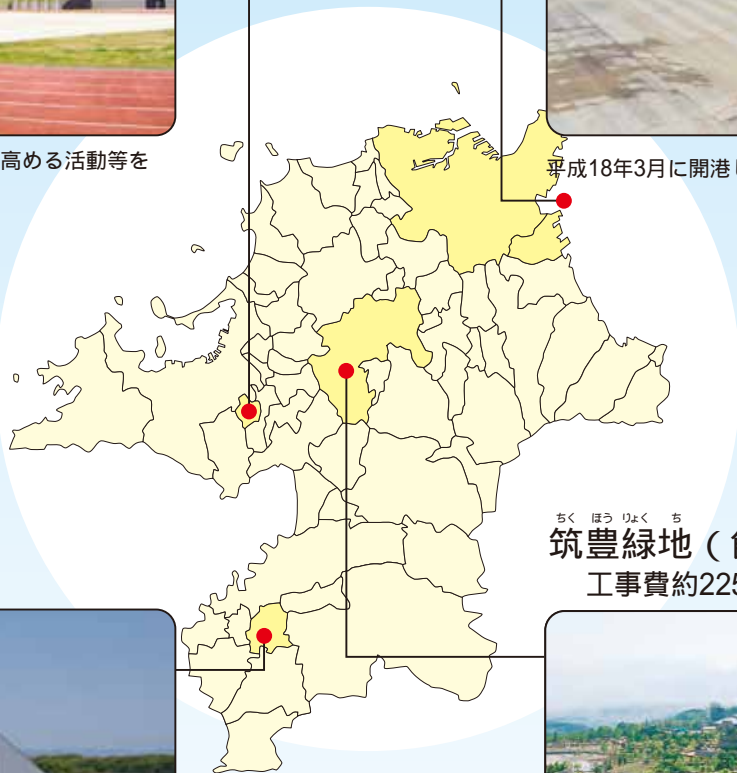 高める活動等を
平成18年3月に開港
ちく ほう りょく ち
筑豊緑地（
工事費約225